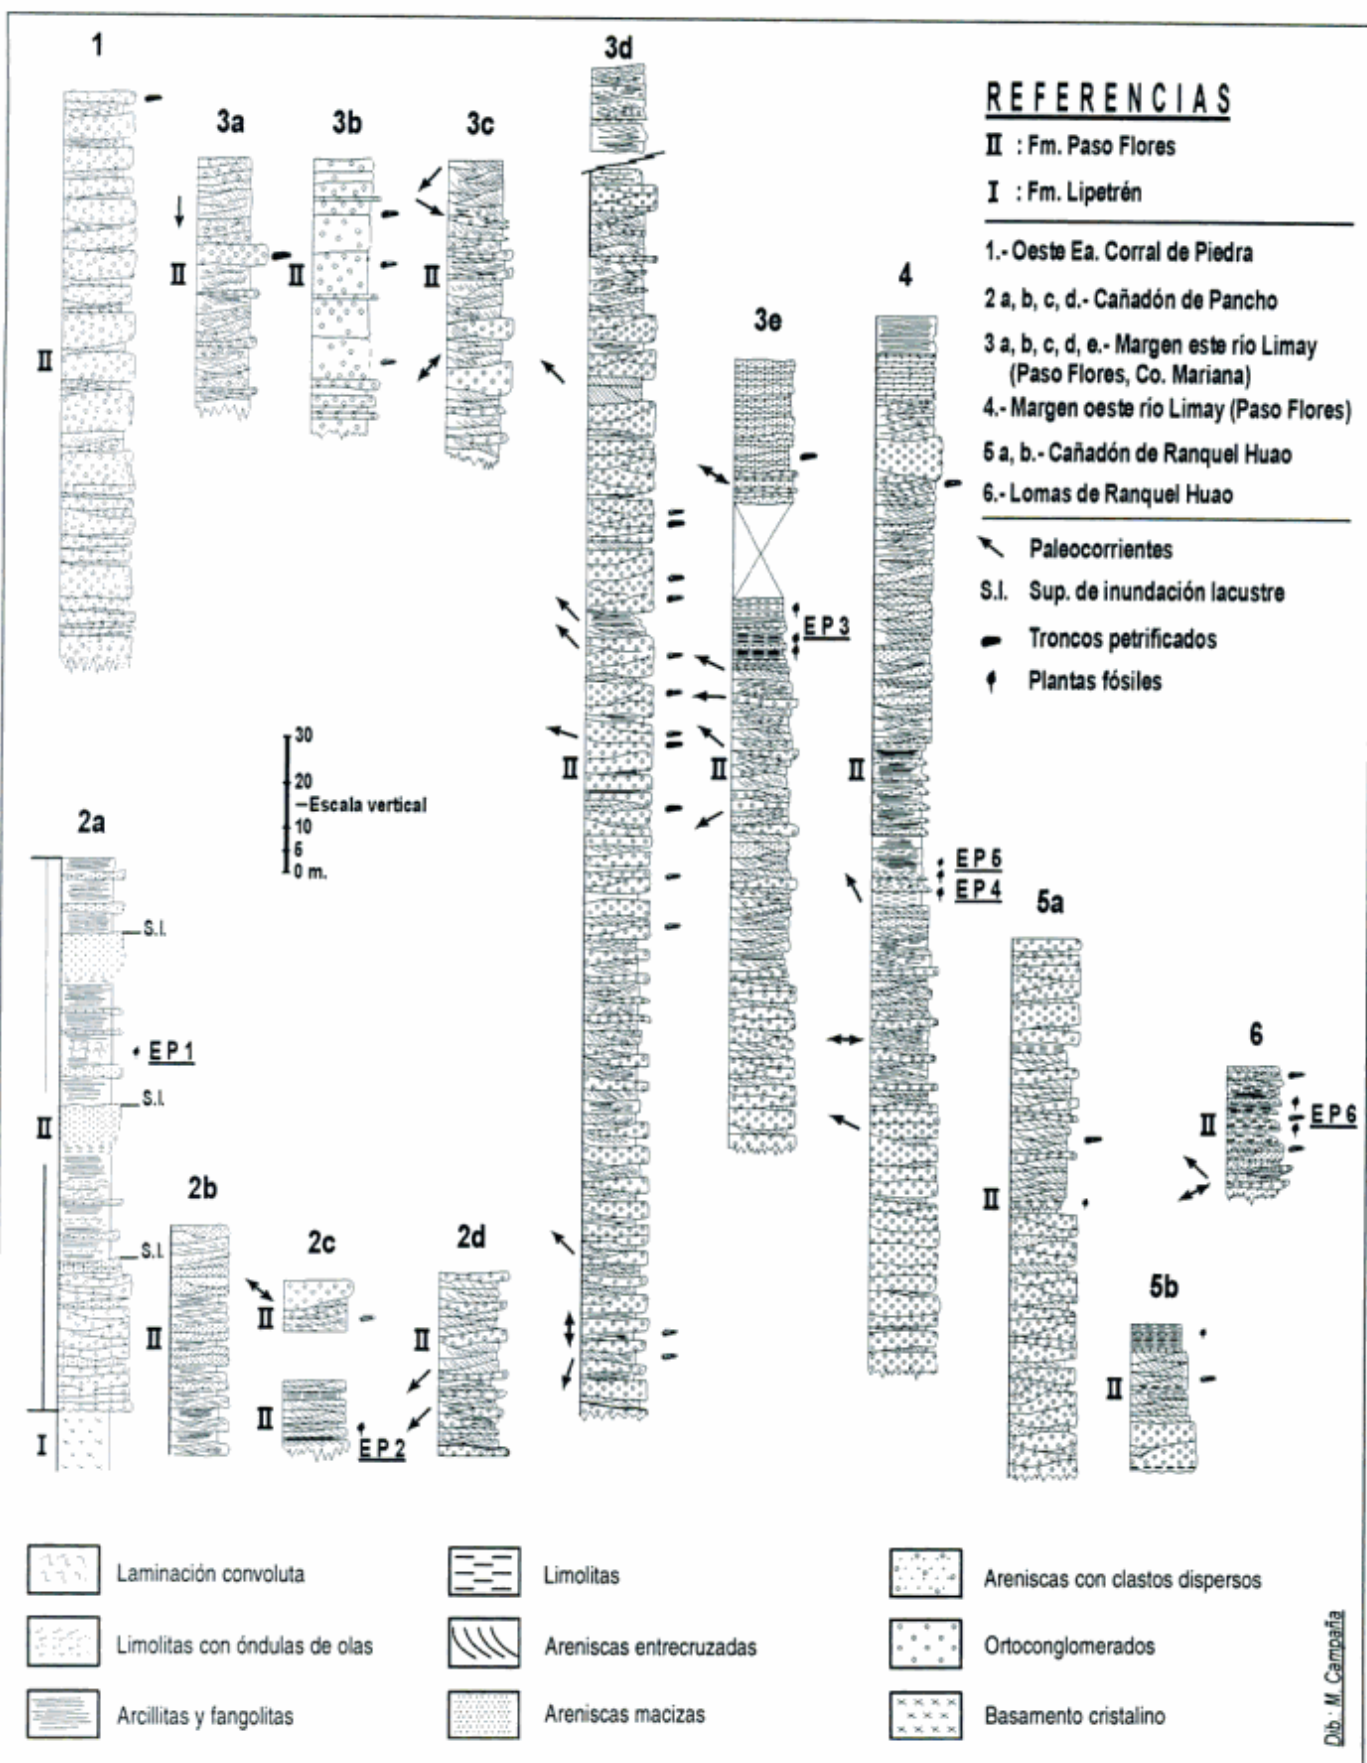 1
3d
3a
3b
3c
REFERENCIAS
II : Fm. Paso Flores
I : Fm. Lipetrén
1.- Oeste Ea. Corral de Piedra
2 a, b, c, d.- Cañadón de Pancho
3 a, b, c, d, e.- Margen este río Limay
(Paso Flores, Co. Mariana)
4.- Margen oeste río Limay (Paso Flores)
5 a, b.- Cañadón de Ranquel Huao
6.- Lomas de Ranquel Huao
Paleocorrientes
S.I. Sup. de inundación lacustre
Troncos petrificados
Plantas fósiles
II
II
II
II
4
3e
EP3
30
20
Escala vertical
10
5
0 m.
II
II
II
2a
S.I.
EP1
S.I.
II
S.I.
I
EP5
EP4
5a
II
6
II
EP6
2b
II
2c
II
II
EP2
2d
II
5b
II
Laminación convoluta
Limolitas con óndulas de olas
Arcillitas y fangolitas
Limolitas
Areniscas entrecruzadas
Areniscas macizas
Areniscas con clastos dispersos
Ortoconglomerados
Basamento cristalino
Dib.: M. Campaña